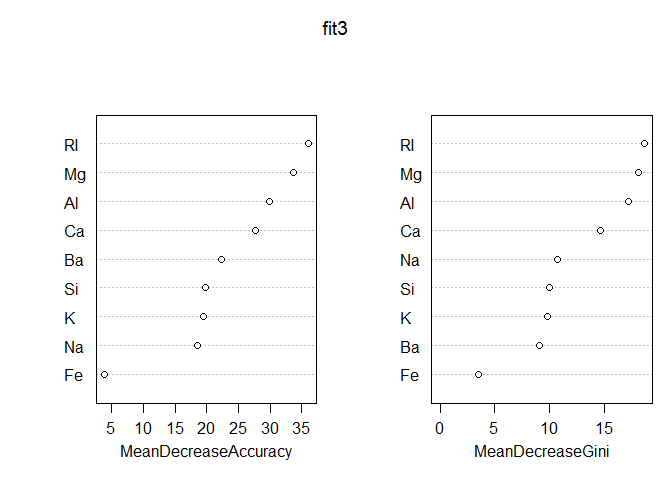 fit3
RI
Mg
Al
Ca
Ba
Si
K
Na
Fe
5 10 15 20 25 30 35
MeanDecreaseAccuracy
RI
Mg
Al
Ca
Na
Si
K
Ba
Fe
0 5 10 15
MeanDecreaseGini